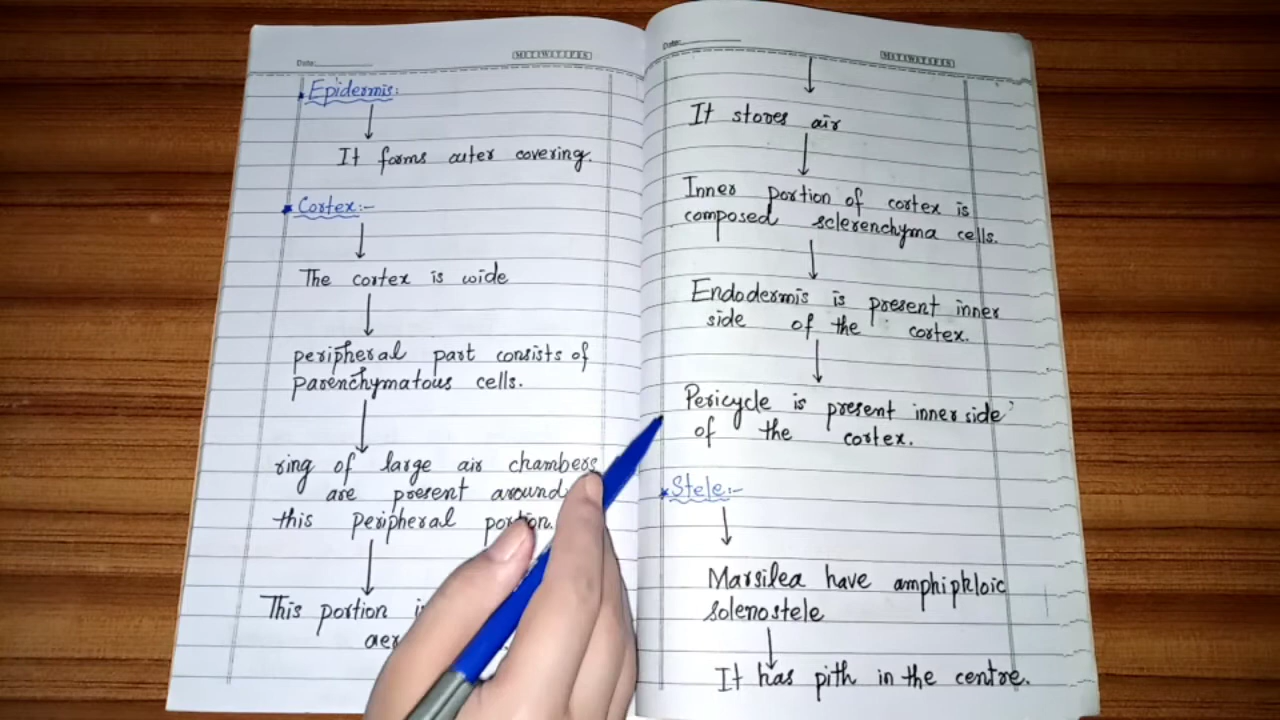 Date:
M T W T F S
Epidermis:
It forms outer covering.
Cortex:-
The cortex is wide
peripheral part consists of
parenchymatous cells.
ring of large air chambers
are present around
this peripheral portion.
This portion
Date:
M T W T F S
It stores air
Inner portion of cortex is
composed sclerenchyma cells.
Endodermis is present inner
side of the cortex.
Pericycle is present inner side
of the cortex.
Stele:-
Marsilea have amphipkloic
solenostele
It has pith in the centre.